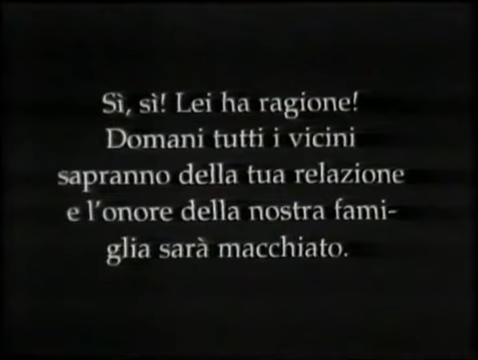 Sì, sì! Lei ha ragione!
Domani tutti i vicini
sapranno della tua relazione
e l'onore della nostra fami-
glia sarà macchiato.